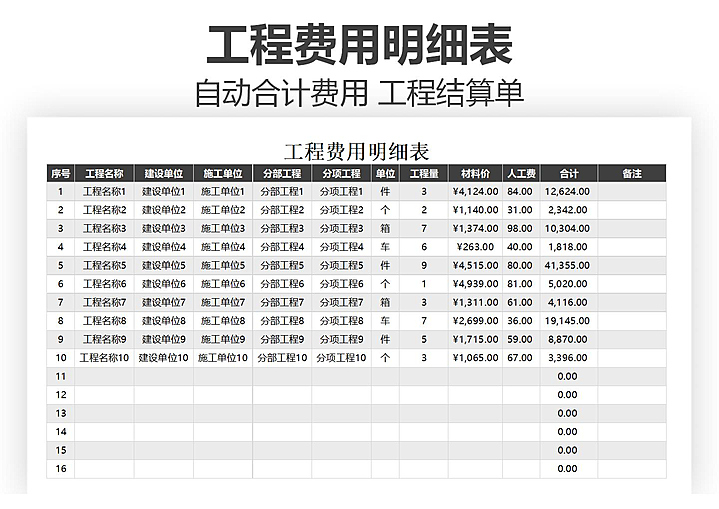 工程费用明细表
自动合计费用 工程结算单
工程费用明细表
序号 工程名称 建设单位 施工单位 分部工程 分项工程 单位 工程量 材料价 人工费 合计 备注
1 工程名称1 建设单位1 施工单位1 分部工程1 分项工程1 件 3 ¥4,124.00 84.00 12,624.00
2 工程名称2 建设单位2 施工单位2 分部工程2 分项工程2 个 2 ¥1,140.00 31.00 2,342.00
3 工程名称3 建设单位3 施工单位3 分部工程3 分项工程3 箱 7 ¥1,374.00 98.00 10,304.00
4 工程名称4 建设单位4 施工单位4 分部工程4 分项工程4 车 6 ¥263.00 40.00 1,818.00
5 工程名称5 建设单位5 施工单位5 分部工程5 分项工程5 件 9 ¥4,515.00 80.00 41,355.00
6 工程名称6 建设单位6 施工单位6 分部工程6 分项工程6 个 1 ¥4,939.00 81.00 5,020.00
7 工程名称7 建设单位7 施工单位7 分部工程7 分项工程7 箱 3 ¥1,311.00 61.00 4,116.00
8 工程名称8 建设单位8 施工单位8 分部工程8 分项工程8 车 7 ¥2,699.00 36.00 19,145.00
9 工程名称9 建设单位9 施工单位9 分部工程9 分项工程9 件 5 ¥1,715.00 59.00 8,870.00
10 工程名称10 建设单位10 施工单位10 分部工程10 分项工程10 个 3 ¥1,065.00 67.00 3,396.00
11 0.00
12 0.00
13 0.00
14 0.00
15 0.00
16 0.00